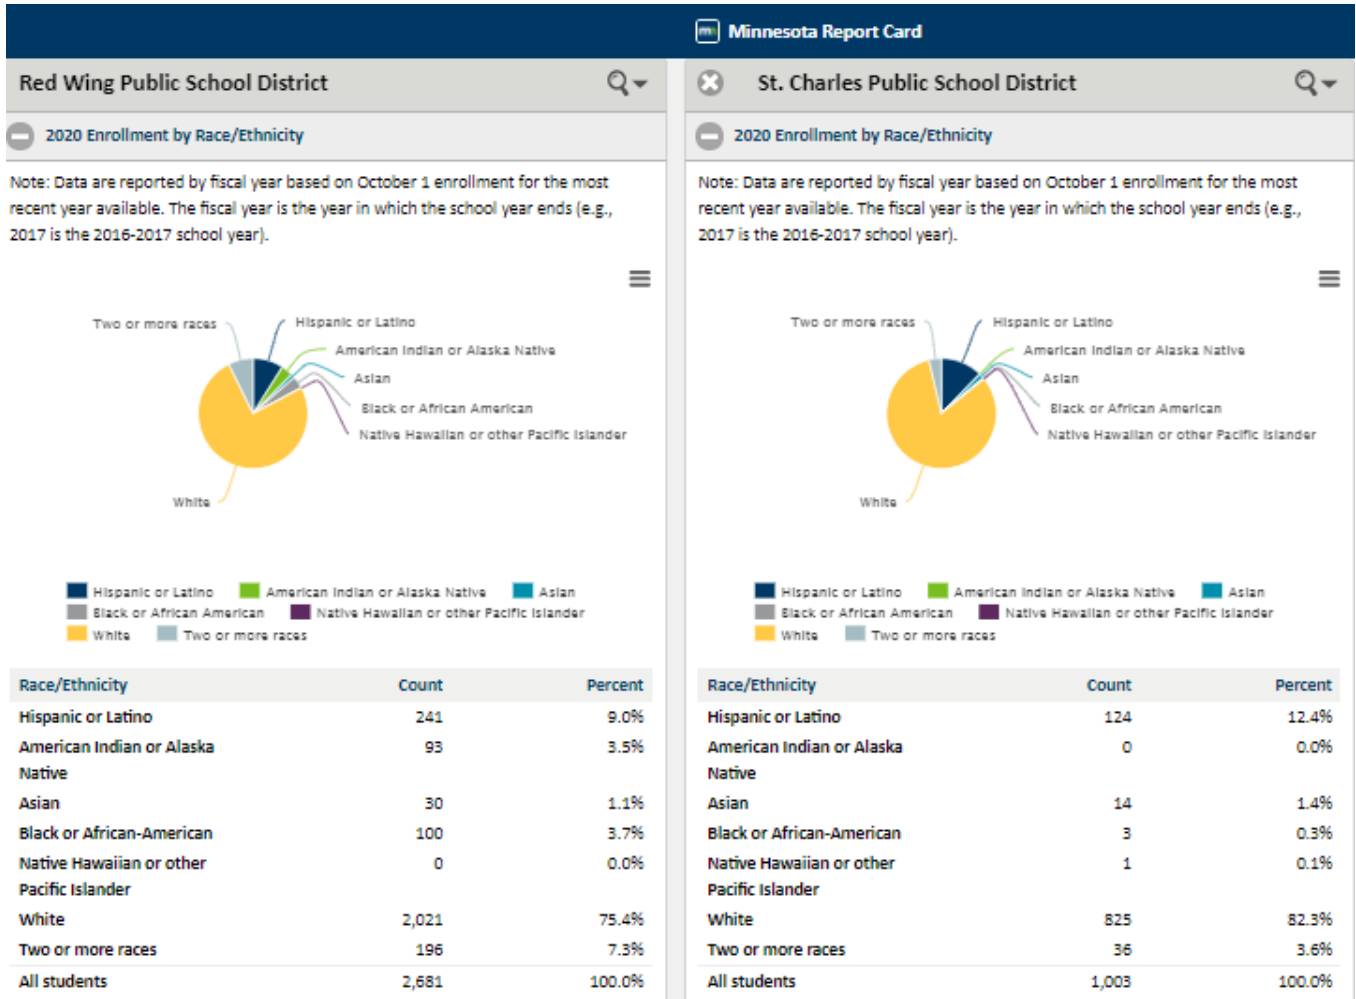 Minnesota Report Card
Red Wing Public School District
2020 Enrollment by Race/Ethnicity
Note: Data are reported by fiscal year based on October 1 enrollment for the most
recent year available. The fiscal year is the year in which the school year ends (e.g.,
2017 is the 2016-2017 school year).
Two or more races
Hispanic or Latino
American Indian or Alaska Native
Asian
Black or African American
Native Hawaiian or other Pacific Islander
White
Hispanic or Latino American Indian or Alaska Native Asian
Black or African American Native Hawaiian or other Pacific Islander
White Two or more races
Race/Ethnicity Count Percent
Hispanic or Latino 241 9.0%
American Indian or Alaska 93 3.5%
Native
Asian 30 1.1%
Black or African-American 100 3.7%
Native Hawaiian or other 0 0.0%
Pacific Islander
White 2,021 75.4%
Two or more races 196 7.3%
All students 2,681 100.0%
St. Charles Public School District
2020 Enrollment by Race/Ethnicity
Note: Data are reported by fiscal year based on October 1 enrollment for the most
recent year available. The fiscal year is the year in which the school year ends (e.g.,
2017 is the 2016-2017 school year).
Two or more races
Hispanic or Latino
American Indian or Alaska Native
Asian
Black or African American
Native Hawaiian or other Pacific Islander
White
Hispanic or Latino American Indian or Alaska Native Asian
Black or African American Native Hawaiian or other Pacific Islander
White Two or more races
Race/Ethnicity Count Percent
Hispanic or Latino 124 12.4%
American Indian or Alaska 0 0.0%
Native
Asian 14 1.4%
Black or African-American 3 0.3%
Native Hawaiian or other 1 0.1%
Pacific Islander
White 825 82.3%
Two or more races 36 3.6%
All students 1,003 100.0%